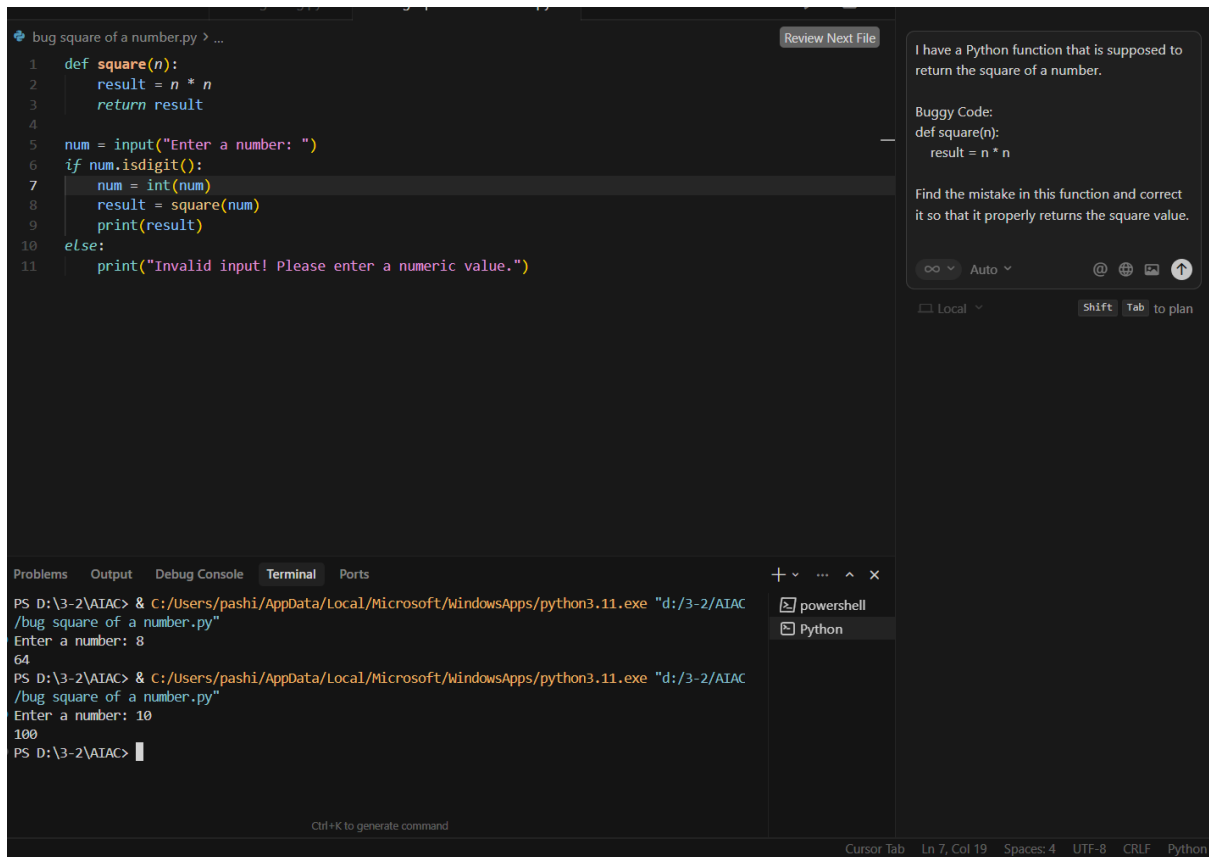 bug square of a number.py > ...
Review Next File
1 def square(n):
2     result = n * n
3     return result
4
5 num = input("Enter a number: ")
6 if num.isdigit():
7     num = int(num)
8     result = square(num)
9     print(result)
10 else:
11     print("Invalid input! Please enter a numeric value.")
I have a Python function that is supposed to
return the square of a number.
Buggy Code:
def square(n):
    result = n * n
Find the mistake in this function and correct
it so that it properly returns the square value.
∞ Auto @
Local Shift Tab to plan
Problems Output Debug Console Terminal Ports
PS D:\3-2\AIAC> & C:/Users/pashi/AppData/Local/Microsoft/WindowsApps/python3.11.exe "d:/3-2/AIAC
/bug square of a number.py"
Enter a number: 8
64
PS D:\3-2\AIAC> & C:/Users/pashi/AppData/Local/Microsoft/WindowsApps/python3.11.exe "d:/3-2/AIAC
/bug square of a number.py"
Enter a number: 10
100
PS D:\3-2\AIAC>
powershell
Python
Ctrl+K to generate command
Cursor Tab Ln 7, Col 19 Spaces: 4 UTF-8 CRLF Python